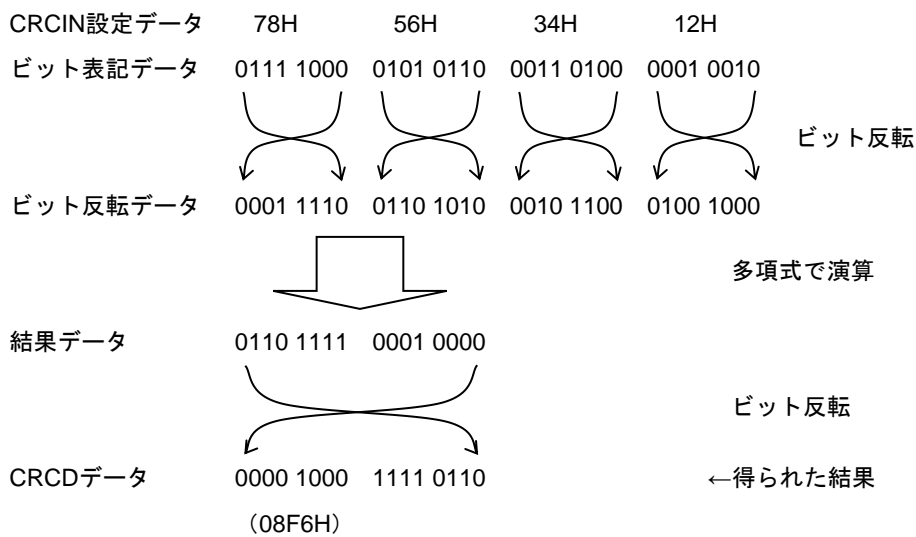 CRCIN設定データ 78H 56H 34H 12H
ビット表記データ 0111 1000 0101 0110 0011 0100 0001 0010
ビット反転
ビット反転データ 0001 1110 0110 1010 0010 1100 0100 1000
多項式で演算
結果データ 0110 1111 0001 0000
ビット反転
CRCDデータ 0000 1000 1111 0110 ←得られた結果
（08F6H）